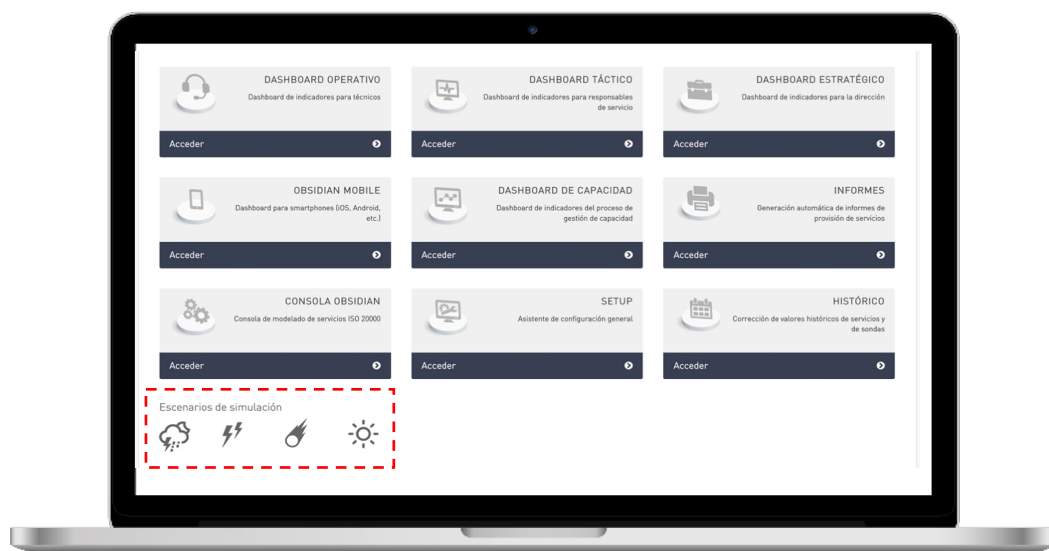 DASHBOARD OPERATIVO
Dashboard de indicadores para técnicos
Acceder
DASHBOARD TÁCTICO
Dashboard de indicadores para responsables
de servicio
Acceder
DASHBOARD ESTRATÉGICO
Dashboard de indicadores para la dirección
Acceder
OBSIDIAN MOBILE
Dashboard para smartphones (iOS, Android,
etc.)
Acceder
DASHBOARD DE CAPACIDAD
Dashboard de indicadores del proceso de
gestión de capacidad
Acceder
INFORMES
Generación automática de informes de
provisión de servicios
Acceder
CONSOLA OBSIDIAN
Consola de modelado de servicios ISO 20000
Acceder
SETUP
Asistente de configuración general
Acceder
HISTÓRICO
Corrección de valores históricos de servicios y
de sondas
Acceder
Escenarios de simulación